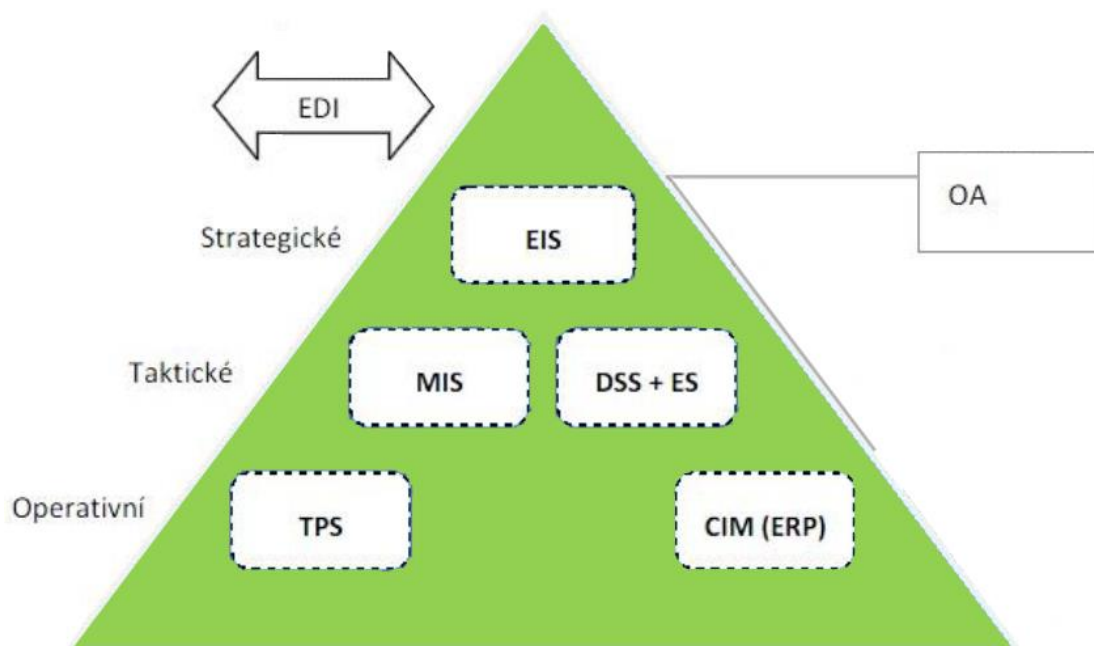 EDI
OA
Strategické
EIS
Taktické
MIS
DSS + ES
Operativní
TPS
CIM (ERP)